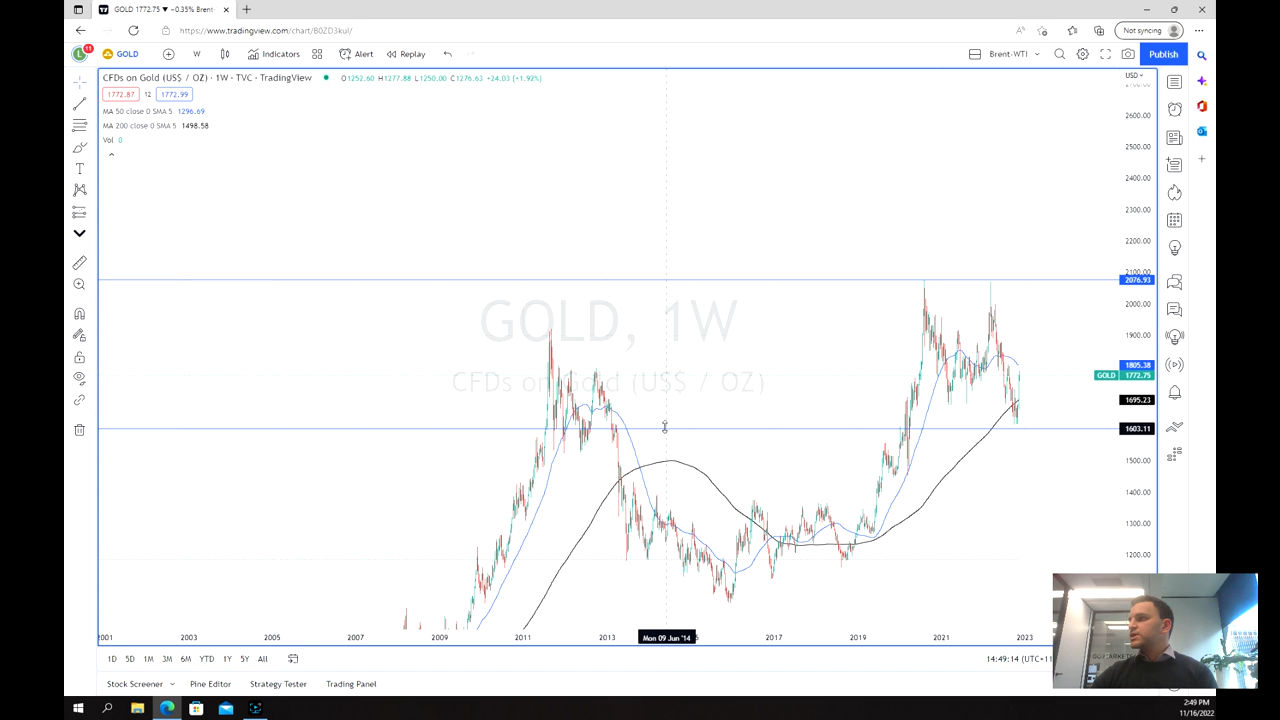 GOLD 1772.75 ▼ −0.35% Brent-
https://www.tradingview.com/chart/B0ZD3kul/
Not syncing
11
GOLD
W
Indicators
Alert
Replay
Brent-WTI
Publish
CFDs on Gold (US$ / OZ) · 1W · TVC · TradingView
O1252.60 H1277.88 L1250.00 C1276.63 +24.03 (+1.92%)
USD
1772.87 12 1772.99
MA 50 close 0 SMA 5 1296.69
MA 200 close 0 SMA 5 1498.58
Vol 0
GOLD, 1W
CFDs on Gold (US$ / OZ)
2700.00
2600.00
2500.00
2400.00
2300.00
2200.00
2100.00
2076.93
2000.00
1900.00
1805.38
GOLD 1772.75
1695.23
1603.11
1500.00
1400.00
1300.00
1200.00
2001 2003 2005 2007 2009 2011 2013 Mon 09 Jun '14 2017 2019 2021 2023
1D 5D 1M 3M 6M YTD 1Y 5Y All
14:49:14 (UTC+11
Stock Screener
Pine Editor
Strategy Tester
Trading Panel
2:49 PM
11/16/2022